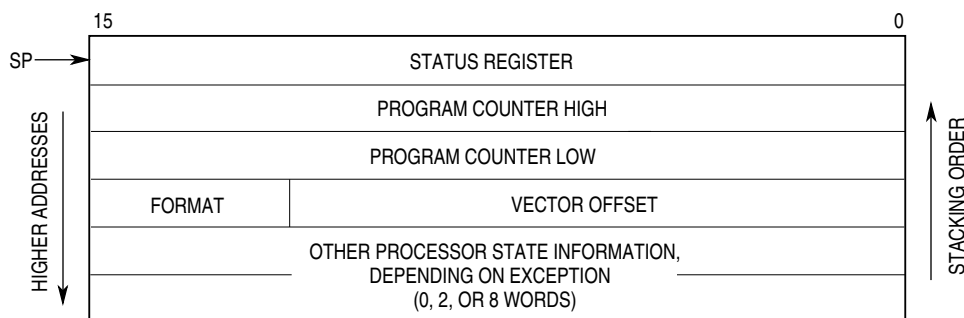 15 0
SP
STATUS REGISTER
PROGRAM COUNTER HIGH
PROGRAM COUNTER LOW
FORMAT VECTOR OFFSET
OTHER PROCESSOR STATE INFORMATION,
DEPENDING ON EXCEPTION
(0, 2, OR 8 WORDS)
HIGHER ADDRESSES
STACKING ORDER